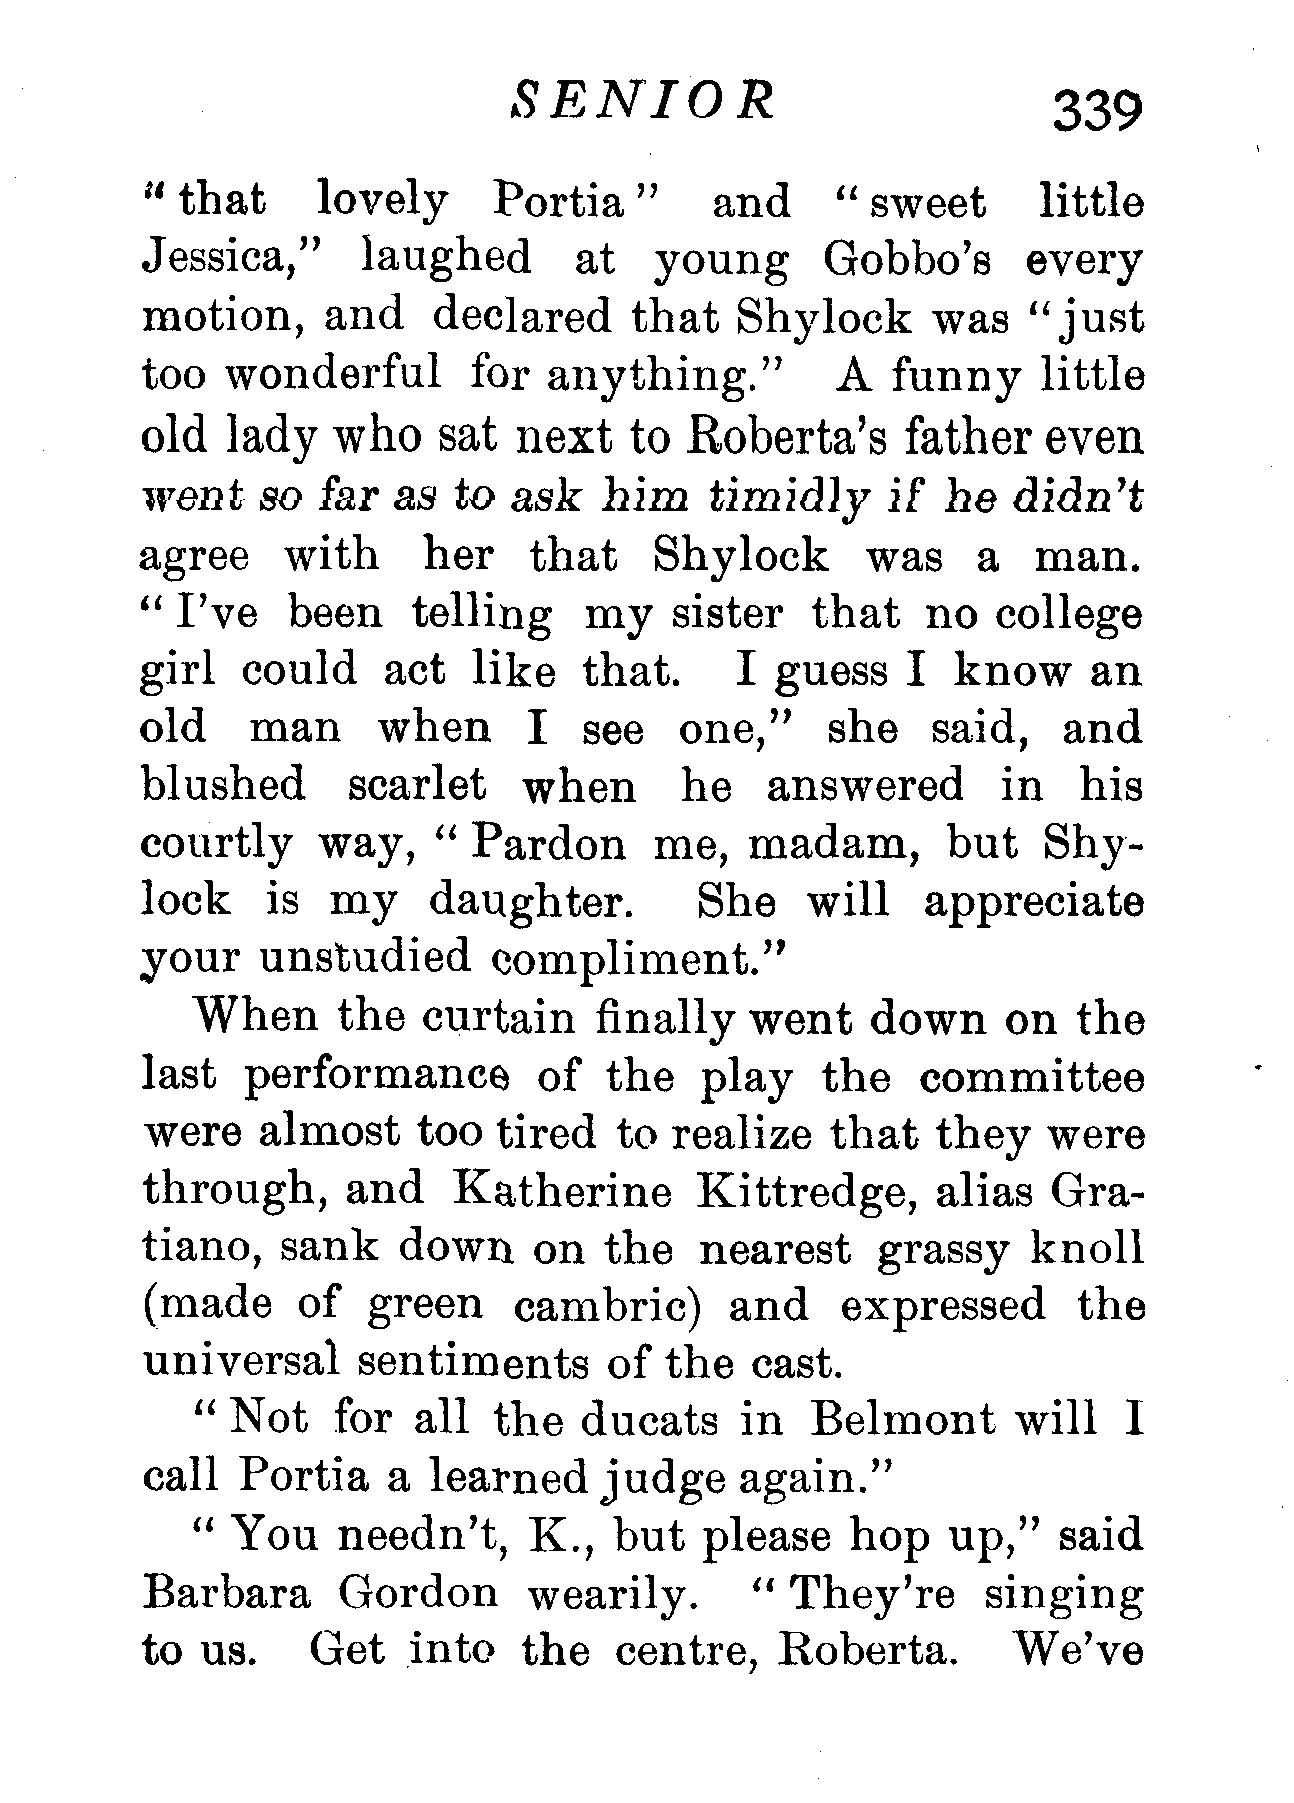 SENIOR 339
" that lovely Portia " and " sweet little
Jessica," laughed at young Gobbo's every
motion, and declared that Shylock was " just
too wonderful for anything." A funny little
old lady who sat next to Roberta's father even
went so far as to ask him timidly if he didn't
agree with her that Shylock was a man.
" I've been telling my sister that no college
girl could act like that. I guess I know an
old man when I see one," she said, and
blushed scarlet when he answered in his
courtly way, " Pardon me, madam, but Shy-
lock is my daughter. She will appreciate
your unstudied compliment."
When the curtain finally went down on the
last performance of the play the committee
were almost too tired to realize that they were
through, and Katherine Kittredge, alias Gra-
tiano, sank down on the nearest grassy knoll
(made of green cambric) and expressed the
universal sentiments of the cast.
" Not for all the ducats in Belmont will I
call Portia a learned judge again."
" You needn't, K., but please hop up," said
Barbara Gordon wearily. " They're singing
to us. Get into the centre, Roberta. We've